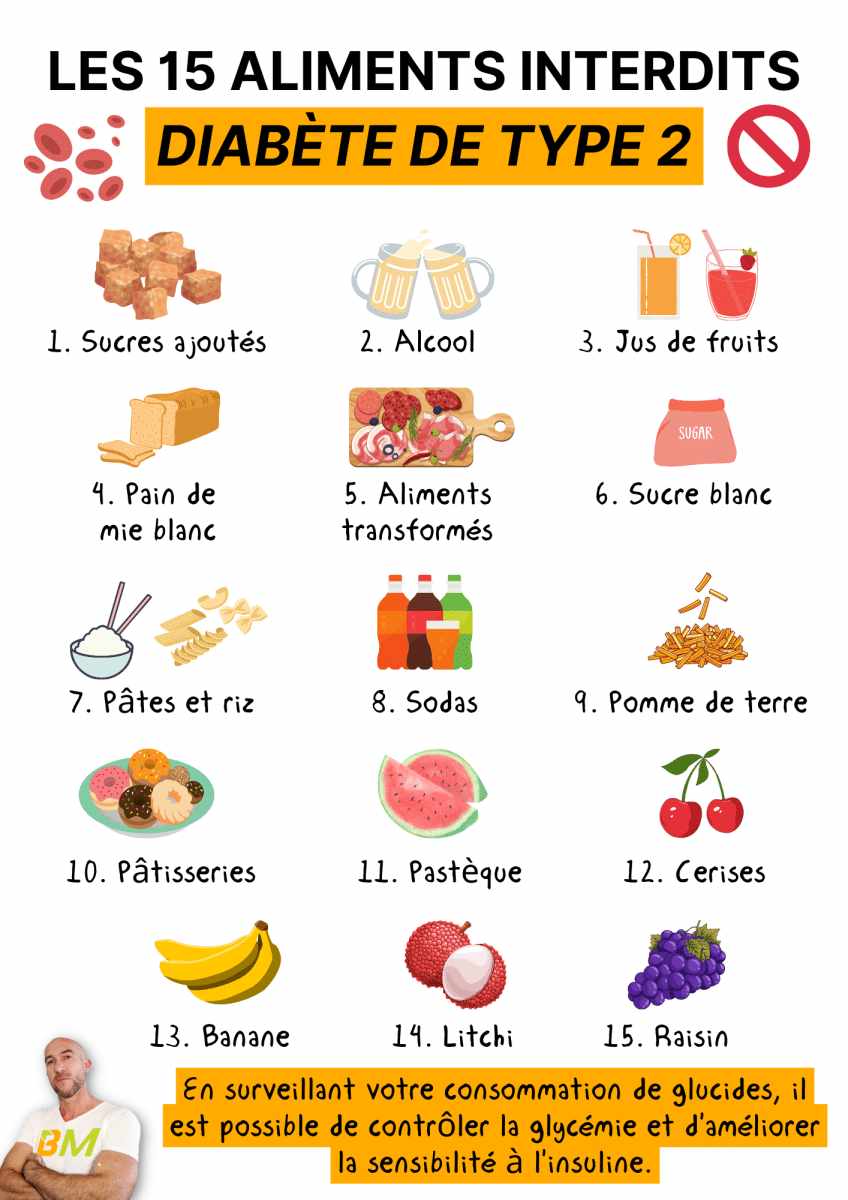 LES 15 ALIMENTS INTERDITS
DIABÈTE DE TYPE 2
1. Sucres ajoutés
2. Alcool
3. Jus de fruits
4. Pain de
mie blanc
5. Aliments
transformés
SUGAR
6. Sucre blanc
7. Pâtes et riz
8. Sodas
9. Pomme de terre
10. Pâtisseries
11. Pastèque
12. Cerises
13. Banane
14. Litchi
15. Raisin
BM
En surveillant votre consommation de glucides, il
est possible de contrôler la glycémie et d'améliorer
la sensibilité à l'insuline.